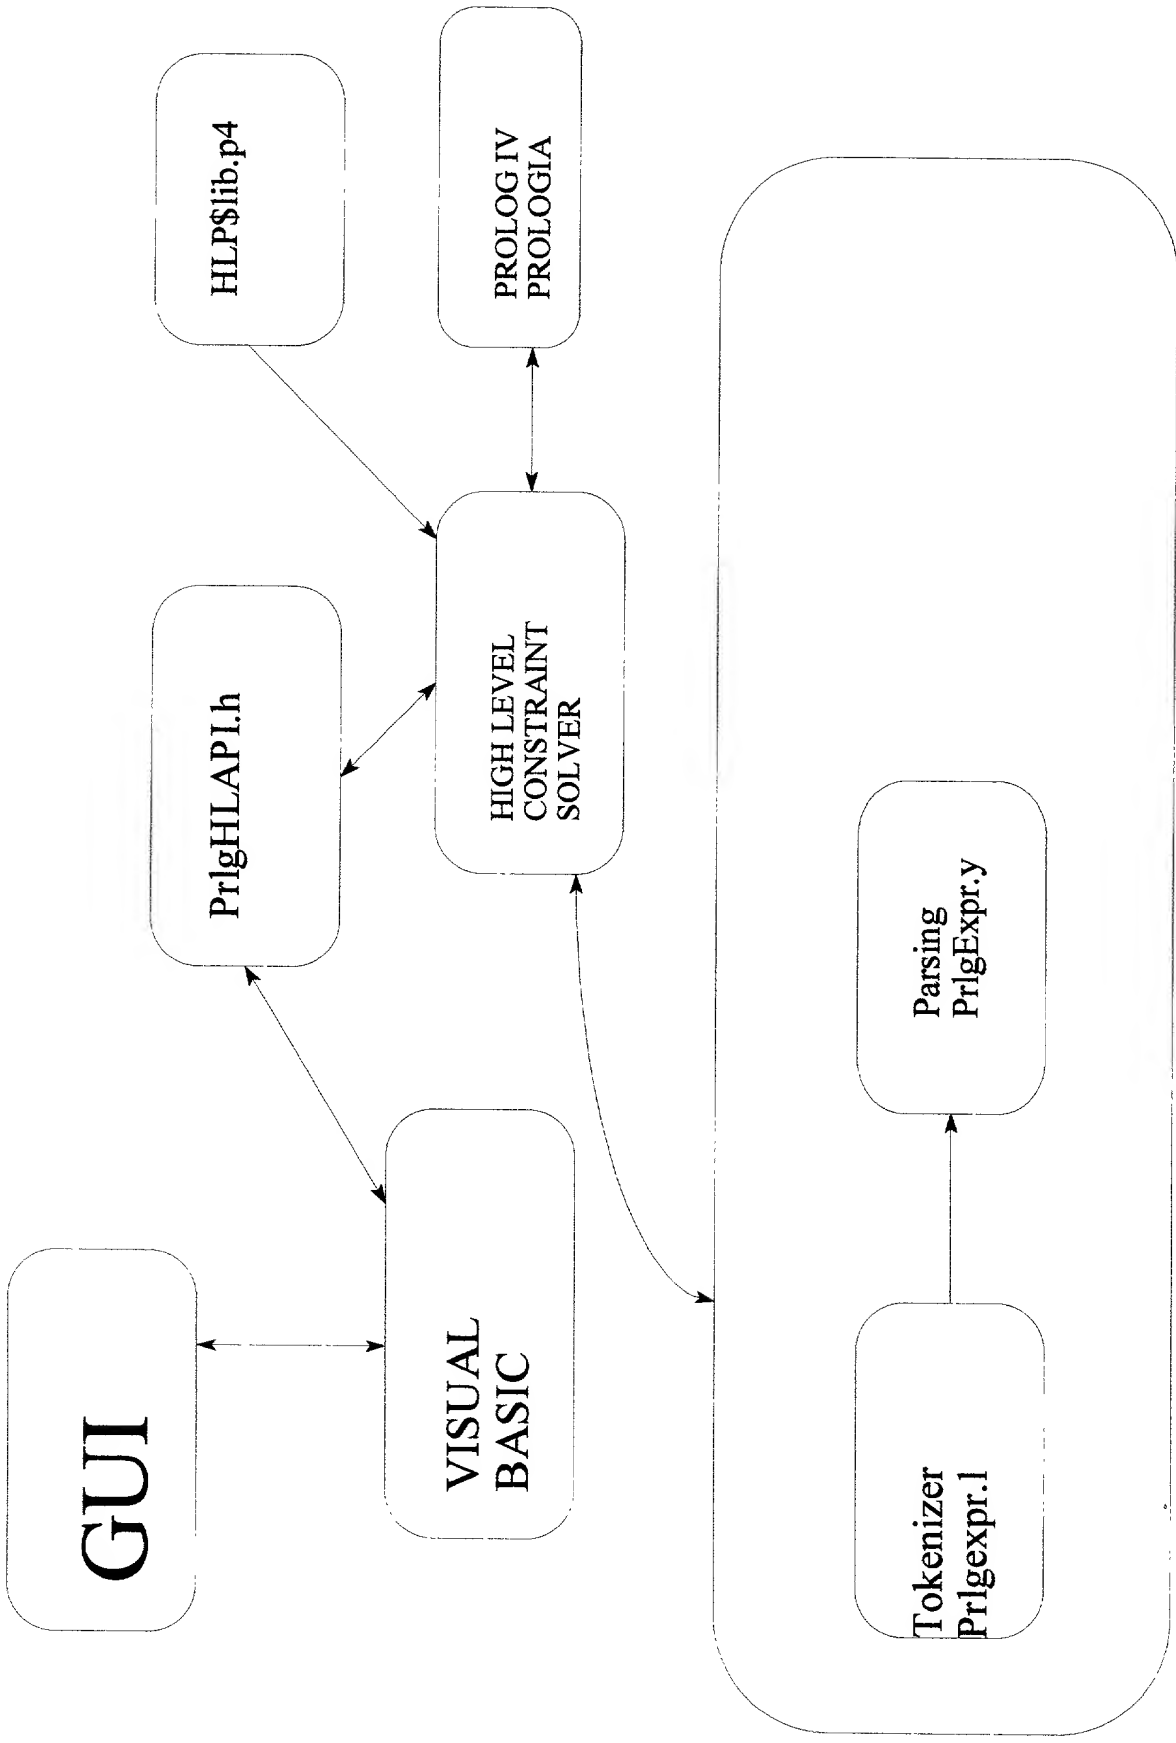 GUI
VISUAL
BASIC
PrlgHLAPI.h
HLP$lib.p4
HIGH LEVEL
CONSTRAINT
SOLVER
PROLOG IV
PROLOGIA
Tokenizer
Prlgexpr.l
Parsing
PrlgExpr.y